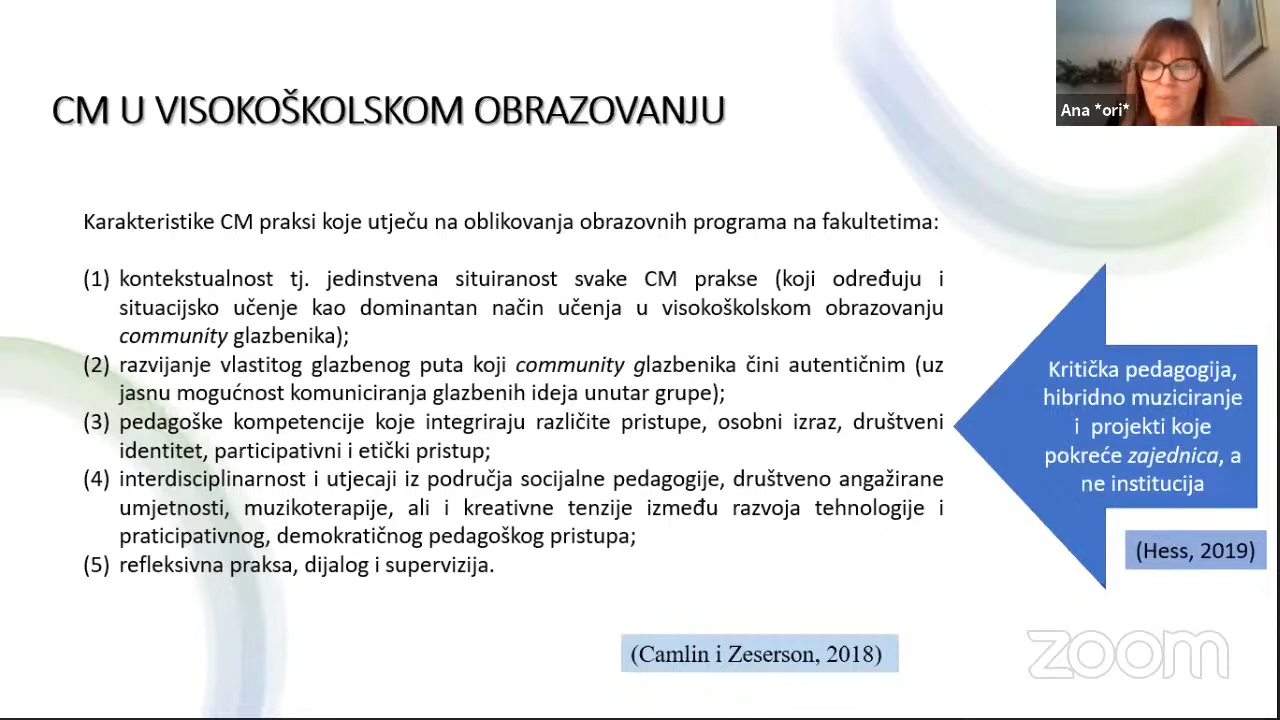 CM U VISOKOŠKOLSKOM OBRAZOVANJU
Ana *ori*
Karakteristike CM praksi koje utječu na oblikovanja obrazovnih programa na fakultetima:
(1) kontekstualnost tj. jedinstvena situiranost svake CM prakse (koji određuju i
situacijsko učenje kao dominantan način učenja u visokoškolskom obrazovanju
community glazbenika);
(2) razvijanje vlastitog glazbenog puta koji community glazbenika čini autentičnim (uz
jasnu mogućnost komuniciranja glazbenih ideja unutar grupe);
(3) pedagoške kompetencije koje integriraju različite pristupe, osobni izraz, društveni
identitet, participativni i etički pristup;
(4) interdisciplinarnost i utjecaji iz područja socijalne pedagogije, društveno angažirane
umjetnosti, muzikoterapije, ali i kreativne tenzije između razvoja tehnologije i
praticipativnog, demokratičnog pedagoškog pristupa;
(5) refleksivna praksa, dijalog i supervizija.
Kritička pedagogija,
hibridno muziciranje
i projekti koje
pokreće zajednica, a
ne institucija
(Hess, 2019)
(Camlin i Zeserson, 2018)
zoom